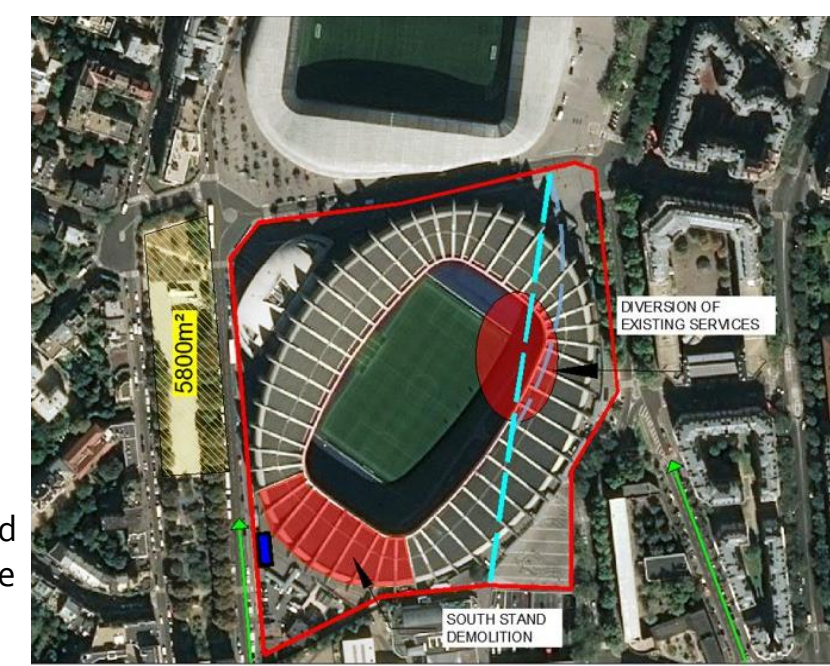 5800m²
DIVERSION OF
EXISTING SERVICES
d
e
SOUTH STAND
DEMOLITION